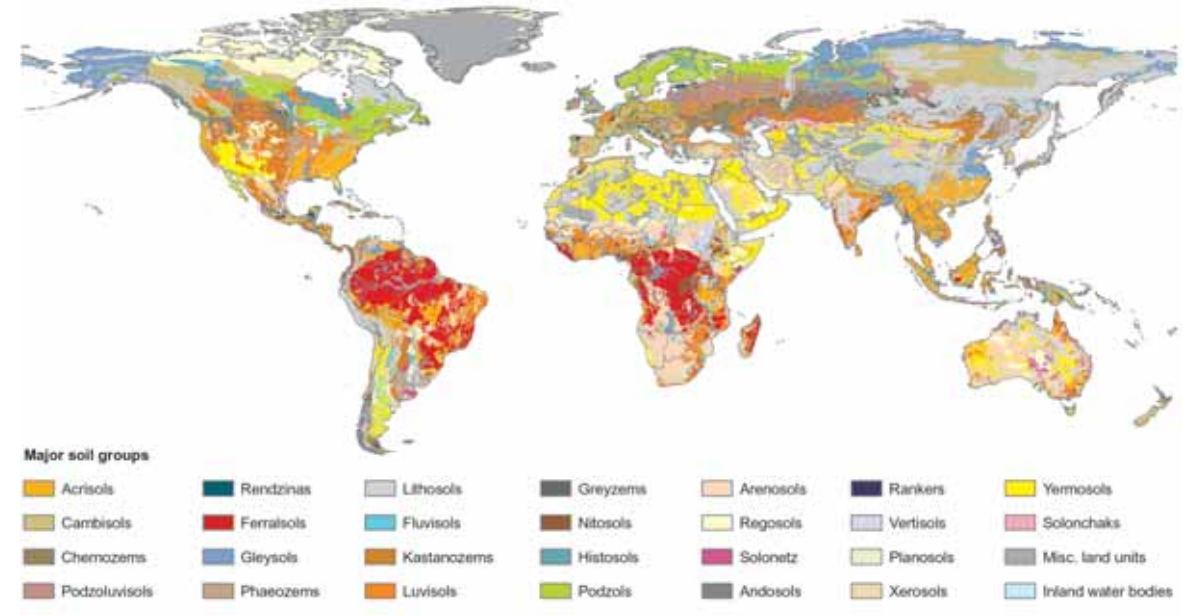 Major soil groups
Acrisols Rendzinas Lithosols Greyzems Arenosols Rankers Yermosols
Cambisols Ferralsols Fluvisols Nitosols Regosols Vertisols Solonchaks
Chernozems Gleysols Kastanozems Histosols Solonetz Planosols Misc. land units
Podzoluvisols Phaeozems Luvisols Podzols Andosols Xerosols Inland water bodies